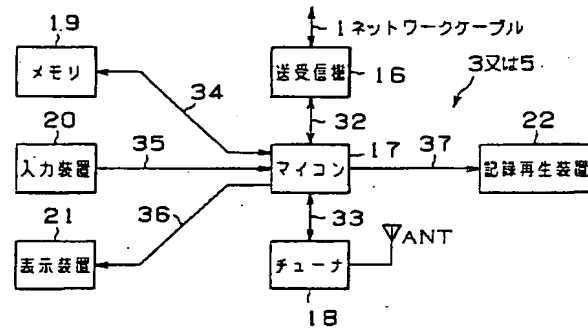 19
メモリ
1 ネットワークケーブル
送受信機
16
3又は5
34
32
20
入力装置
35
マイコン
17
37
22
記録再生装置
36
21
表示装置
33
ANT
チューナ
18